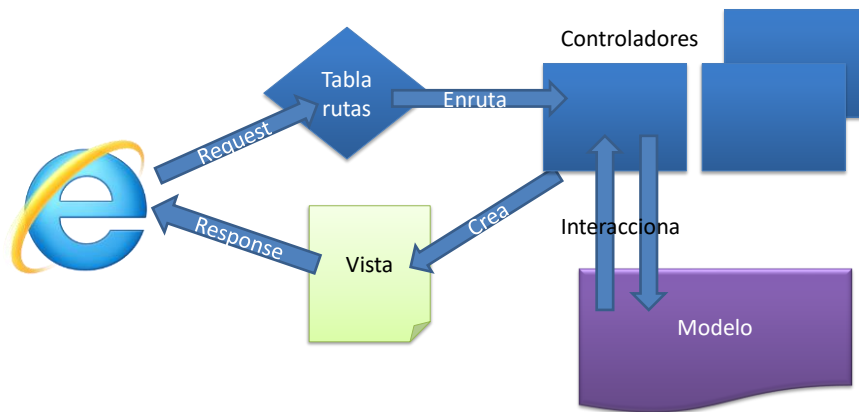 Controladores
Tabla
rutas
Enruta
Request
Response
Vista
Crea
Interacciona
Modelo